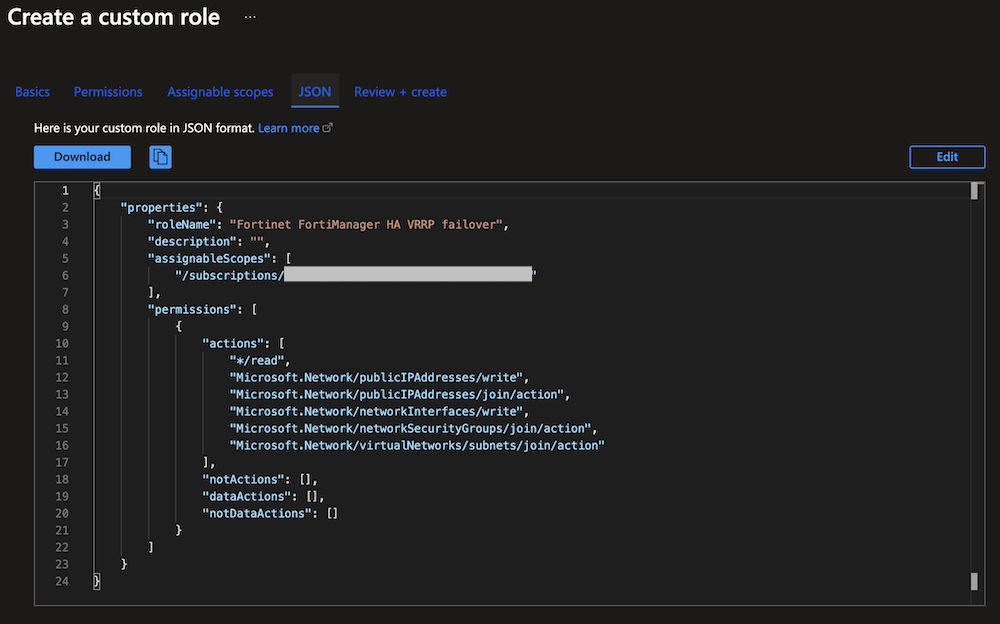 Create a custom role ...
Basics Permissions Assignable scopes JSON Review + create
Here is your custom role in JSON format. Learn more
Download Edit
1 {
2 "properties": {
3 "roleName": "Fortinet FortiManager HA VRRP failover",
4 "description": "",
5 "assignableScopes": [
6 "/subscriptions/ "
7 ],
8 "permissions": [
9 {
10 "actions": [
11 "*/read",
12 "Microsoft.Network/publicIPAddresses/write",
13 "Microsoft.Network/publicIPAddresses/join/action",
14 "Microsoft.Network/networkInterfaces/write",
15 "Microsoft.Network/networkSecurityGroups/join/action",
16 "Microsoft.Network/virtualNetworks/subnets/join/action"
17 ],
18 "notActions": [],
19 "dataActions": [],
20 "notDataActions": []
21 }
22 ]
23 }
24 }